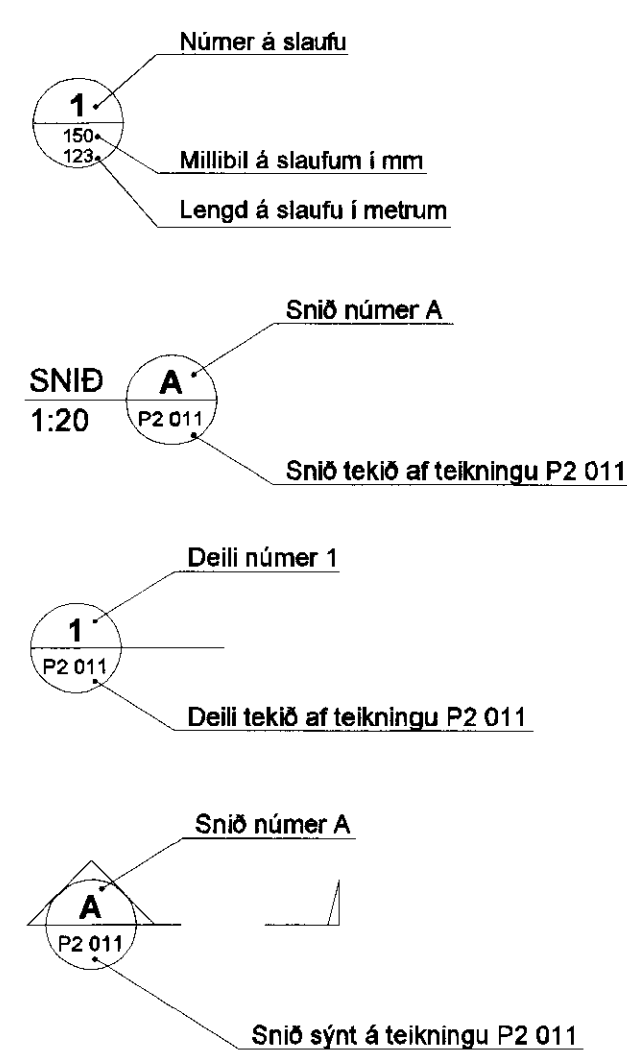 Númer á slaufu
1
150
123
Millibil á slaufum í mm
Lengd á slaufu í metrum
Snið númer A
SNIÐ
1:20
A
P2 011
Snið tekið af teikningu P2 011
Deili númer 1
1
P2 011
Deili tekið af teikningu P2 011
Snið númer A
A
P2 011
Snið sýnt á teikningu P2 011